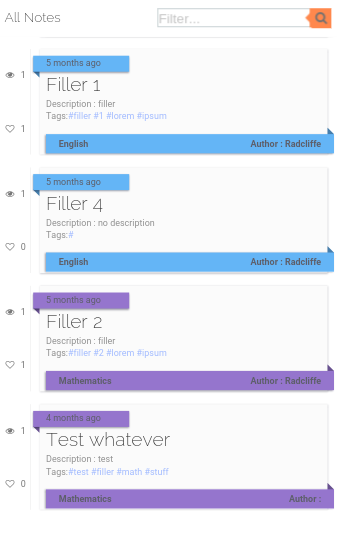 All Notes
Filter...
5 months ago
1
Filler 1
Description : filler
Tags:#filler #1 #lorem #ipsum
1
English Author : Radcliffe
5 months ago
1
Filler 4
Description : no description
Tags:#
0
English Author : Radcliffe
5 months ago
1
Filler 2
Description : filler
Tags:#filler #2 #lorem #ipsum
1
Mathematics Author : Radcliffe
4 months ago
1
Test whatever
Description : test
Tags:#test #filler #math #stuff
0
Mathematics Author :